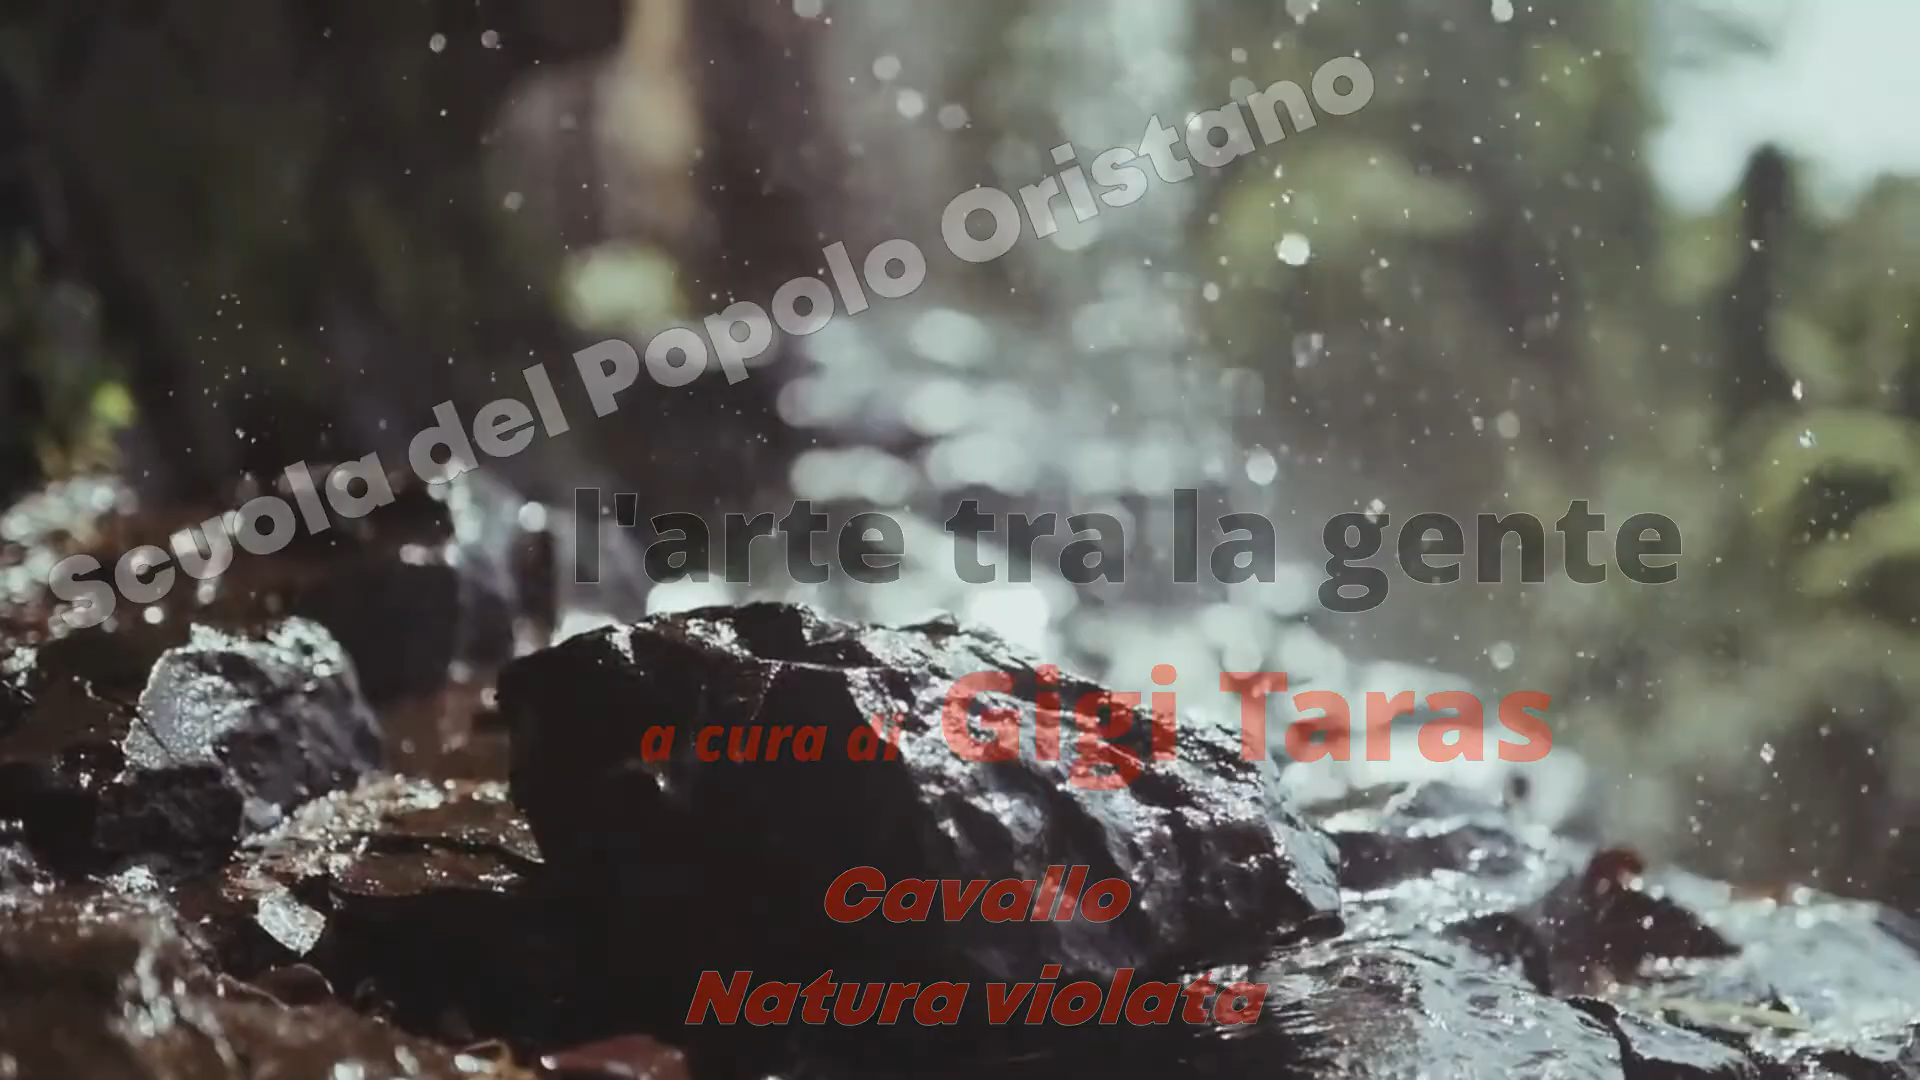 Scuola del Popolo Oristano
l'arte tra la gente
a cura di Gigi Taras
Cavallo
Natura violata